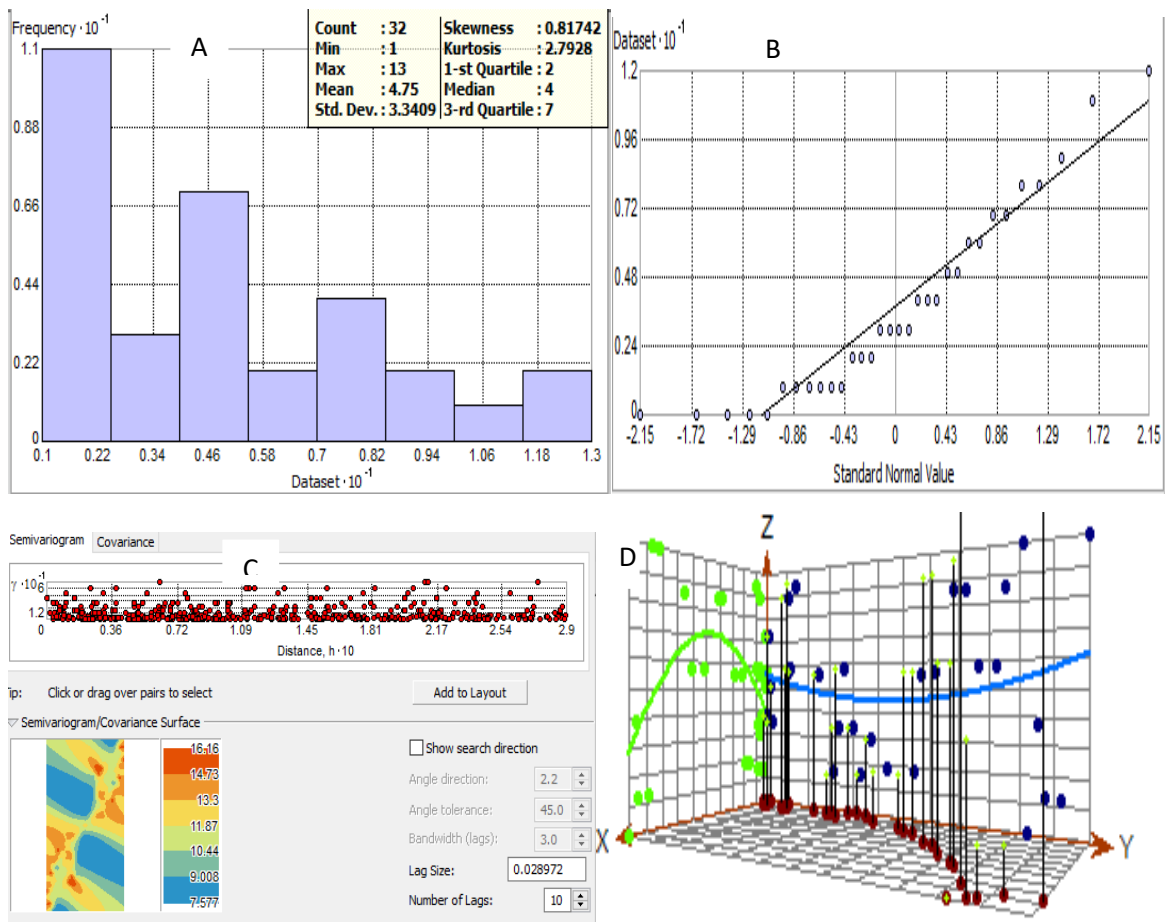 Frequency · 10⁻¹
A
Count : 32 Skewness : 0.81742
Min : 1 Kurtosis : 2.7928
Max : 13 1-st Quartile : 2
Mean : 4.75 Median : 4
Std. Dev. : 3.3409 3-rd Quartile : 7
1.1
0.88
0.66
0.44
0.22
0
0.1 0.22 0.34 0.46 0.58 0.7 0.82 0.94 1.06 1.18 1.3
Dataset · 10⁻¹
Dataset · 10⁻¹
B
1.2
0.96
0.72
0.48
0.24
0
-2.15 -1.72 -1.29 -0.86 -0.43 0 0.43 0.86 1.29 1.72 2.15
Standard Normal Value
Semivariogram Covariance
C
γ · 10⁻¹
6
1.2
0 0.36 0.72 1.09 1.45 1.81 2.17 2.54 2.9
Distance, h · 10
ip: Click or drag over pairs to select
Add to Layout
Semivariogram/Covariance Surface
16.16
14.73
13.3
11.87
10.44
9.008
7.577
Show search direction
Angle direction: 2.2
Angle tolerance: 45.0
Bandwidth (lags): 3.0
Lag Size: 0.028972
Number of Lags: 10
D
Z
X
Y